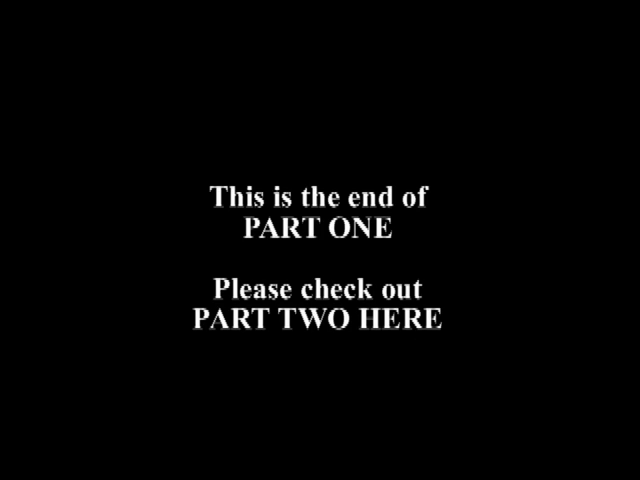 This is the end of
PART ONE
Please check out
PART TWO HERE